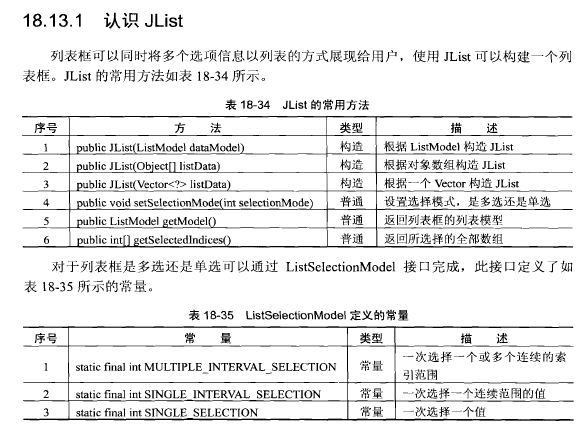 18.13.1 认识 JList
列表框可以同时将多个选项信息以列表的方式展现给用户，使用 JList 可以构建一个列
表框。JList 的常用方法如表 18-34 所示。
表 18-34 JList 的常用方法
序号 方 法 类型 描 述
1 public JList(ListModel dataModel) 构造 根据 ListModel 构造 JList
2 public JList(Object[] listData) 构造 根据对象数组构造 JList
3 public JList(Vector<?> listData) 构造 根据一个 Vector 构造 JList
4 public void setSelectionMode(int selectionMode) 普通 设置选择模式，是多选还是单选
5 public ListModel getModel() 普通 返回列表框的列表模型
6 public int[] getSelectedIndices() 普通 返回所选择的全部数组
对于列表框是多选还是单选可以通过 ListSelectionModel 接口完成，此接口定义了如
表 18-35 所示的常量。
表 18-35 ListSelectionModel 定义的常量
序号 常 量 类型 描 述
1 static final int MULTIPLE_INTERVAL_SELECTION 常量 一次选择一个或多个连续的索
引范围
2 static final int SINGLE_INTERVAL_SELECTION 常量 一次选择一个连续范围的值
3 static final int SINGLE_SELECTION 常量 一次选择一个值